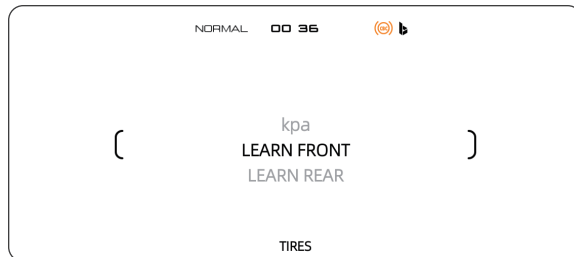 NORMAL 00 36
kpa
LEARN FRONT
LEARN REAR
TIRES